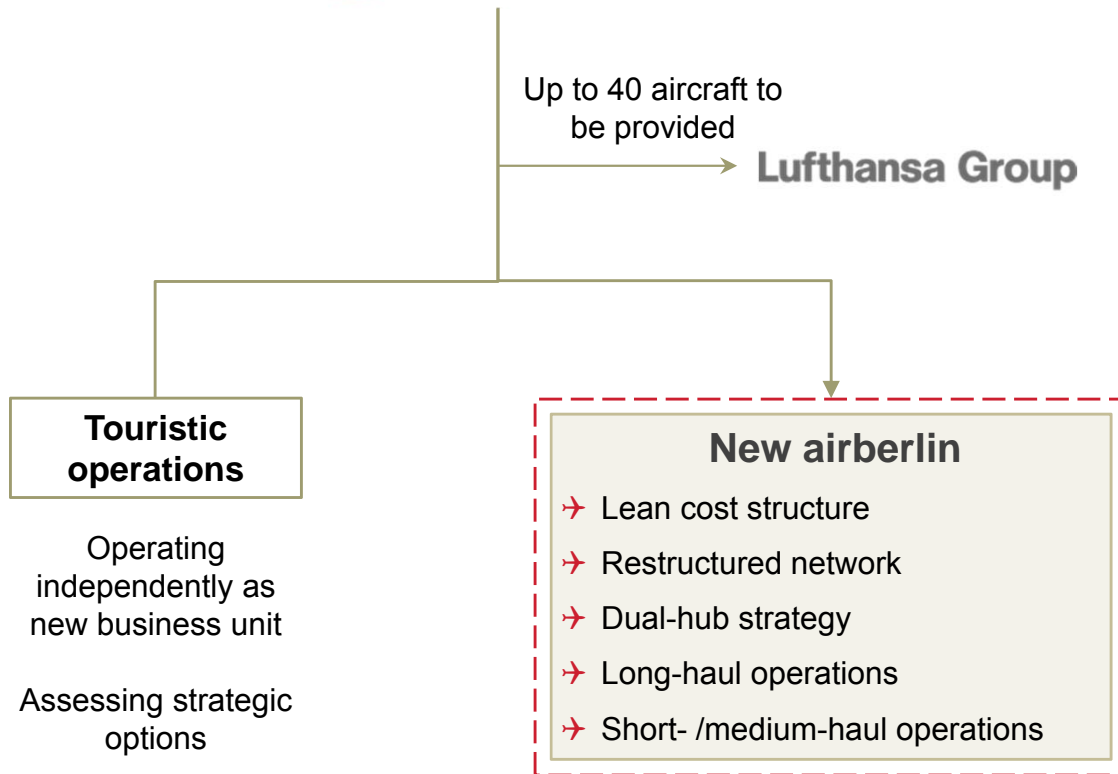 Up to 40 aircraft to
be provided
Lufthansa Group
Touristic
operations
Operating
independently as
new business unit
Assessing strategic
options
New airberlin
Lean cost structure
Restructured network
Dual-hub strategy
Long-haul operations
Short- /medium-haul operations